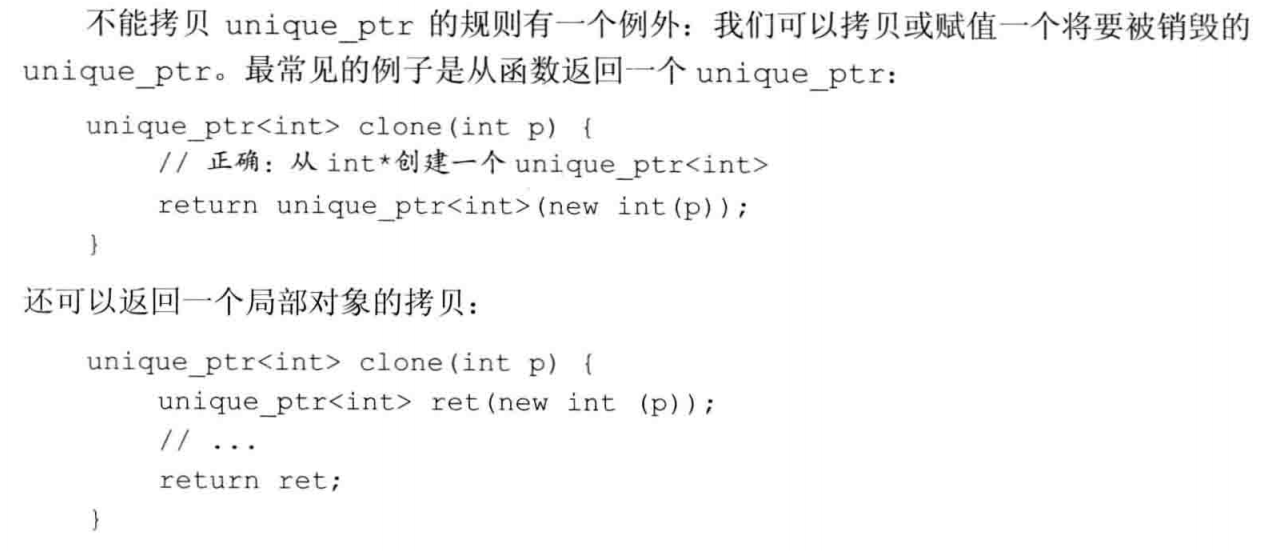 不能拷贝 unique_ptr 的规则有一个例外：我们可以拷贝或赋值一个将要被销毁的
unique_ptr。最常见的例子是从函数返回一个 unique_ptr：
unique_ptr<int> clone(int p) {
// 正确：从 int*创建一个 unique_ptr<int>
return unique_ptr<int>(new int(p));
}
还可以返回一个局部对象的拷贝：
unique_ptr<int> clone(int p) {
unique_ptr<int> ret(new int (p));
// ...
return ret;
}